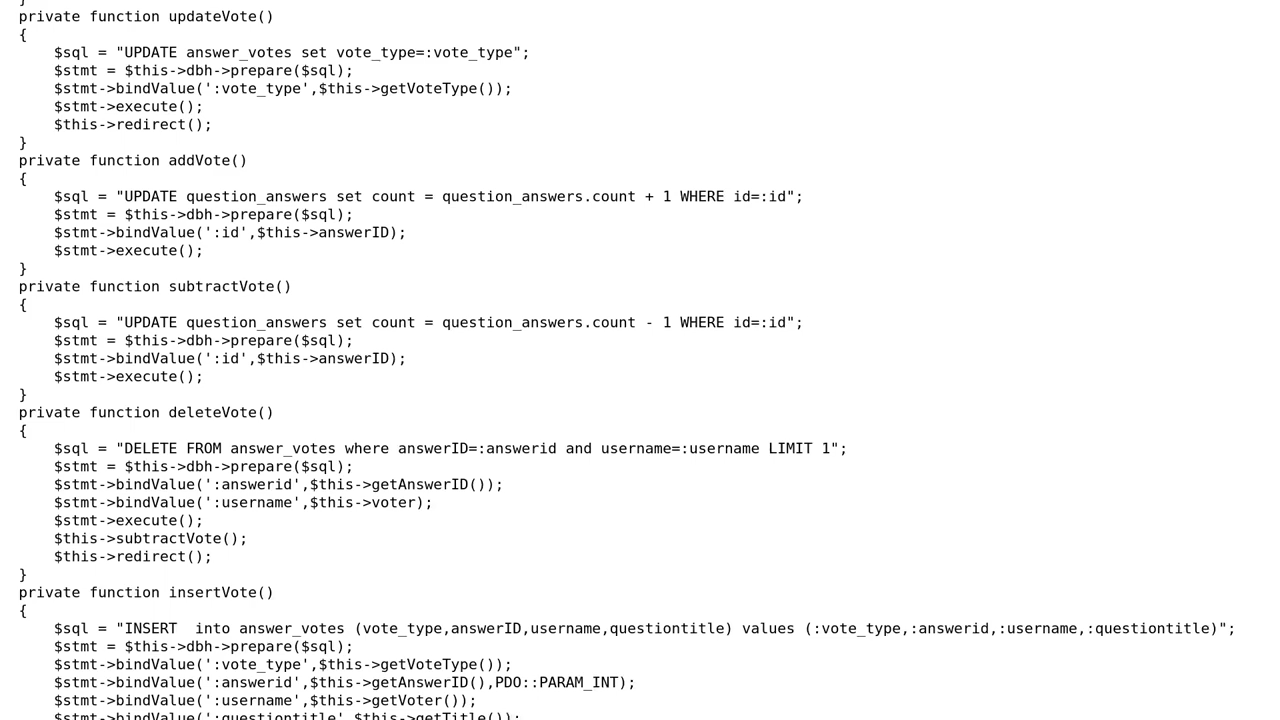 }
private function updateVote()
{
    $sql = "UPDATE answer_votes set vote_type=:vote_type";
    $stmt = $this->dbh->prepare($sql);
    $stmt->bindValue(':vote_type',$this->getVoteType());
    $stmt->execute();
    $this->redirect();
}
private function addVote()
{
    $sql = "UPDATE question_answers set count = question_answers.count + 1 WHERE id=:id";
    $stmt = $this->dbh->prepare($sql);
    $stmt->bindValue(':id',$this->answerID);
    $stmt->execute();
}
private function subtractVote()
{
    $sql = "UPDATE question_answers set count = question_answers.count - 1 WHERE id=:id";
    $stmt = $this->dbh->prepare($sql);
    $stmt->bindValue(':id',$this->answerID);
    $stmt->execute();
}
private function deleteVote()
{
    $sql = "DELETE FROM answer_votes where answerID=:answerid and username=:username LIMIT 1";
    $stmt = $this->dbh->prepare($sql);
    $stmt->bindValue(':answerid',$this->getAnswerID());
    $stmt->bindValue(':username',$this->voter);
    $stmt->execute();
    $this->subtractVote();
    $this->redirect();
}
private function insertVote()
{
    $sql = "INSERT  into answer_votes (vote_type,answerID,username,questiontitle) values (:vote_type,:answerid,:username,:questiontitle)";
    $stmt = $this->dbh->prepare($sql);
    $stmt->bindValue(':vote_type',$this->getVoteType());
    $stmt->bindValue(':answerid',$this->getAnswerID(),PDO::PARAM_INT);
    $stmt->bindValue(':username',$this->getVoter());
    $stmt->bindValue(':questiontitle',$this->getTitle());